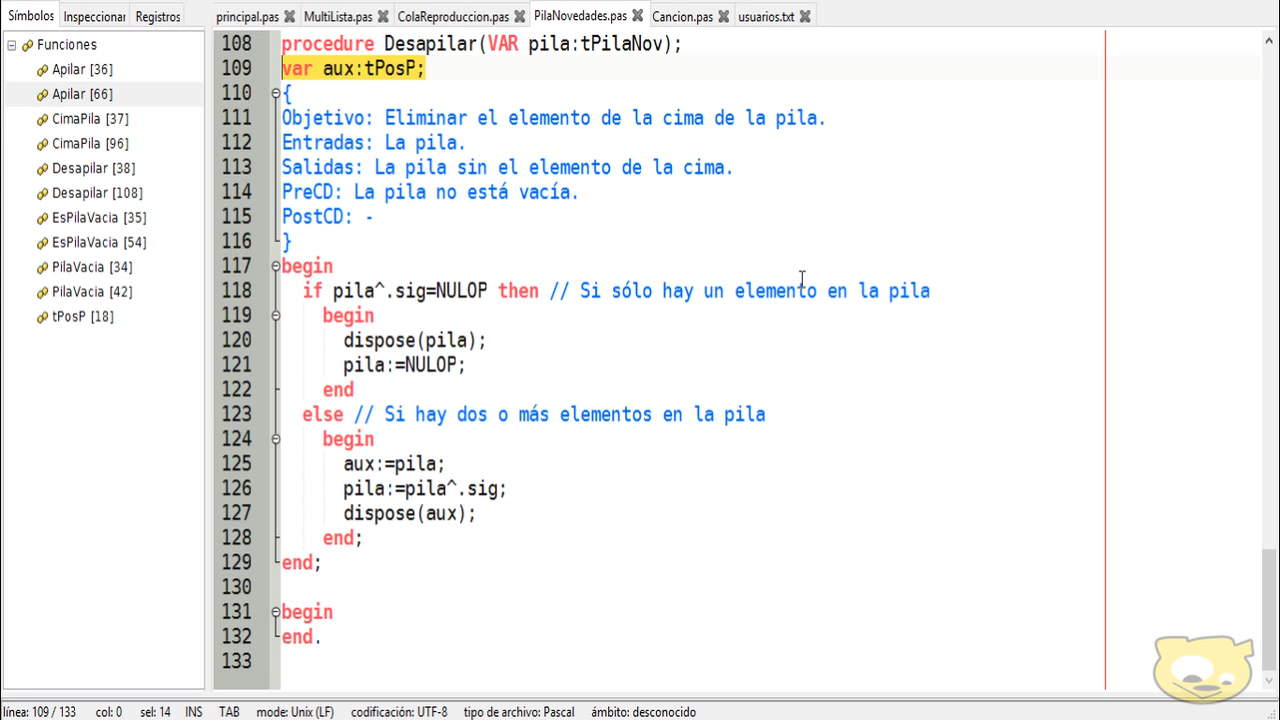 Símbolos Inspeccionar Registros principal.pas MultiLista.pas ColaReproduccion.pas PilaNovedades.pas Cancion.pas usuarios.txt
Funciones
Apilar [36]
Apilar [66]
CimaPila [37]
CimaPila [96]
Desapilar [38]
Desapilar [108]
EsPilaVacia [35]
EsPilaVacia [54]
PilaVacia [34]
PilaVacia [42]
tPosP [18]
108 procedure Desapilar(VAR pila:tPilaNov);
109 var aux:tPosP;
110 {
111 Objetivo: Eliminar el elemento de la cima de la pila.
112 Entradas: La pila.
113 Salidas: La pila sin el elemento de la cima.
114 PreCD: La pila no está vacía.
115 PostCD: -
116 }
117 begin
118 if pila^.sig=NULOP then // Si sólo hay un elemento en la pila
119 begin
120 dispose(pila);
121 pila:=NULOP;
122 end
123 else // Si hay dos o más elementos en la pila
124 begin
125 aux:=pila;
126 pila:=pila^.sig;
127 dispose(aux);
128 end;
129 end;
130
131 begin
132 end.
133
línea: 109 / 133 col: 0 sel: 14 INS TAB mode: Unix (LF) codificación: UTF-8 tipo de archivo: Pascal ámbito: desconocido